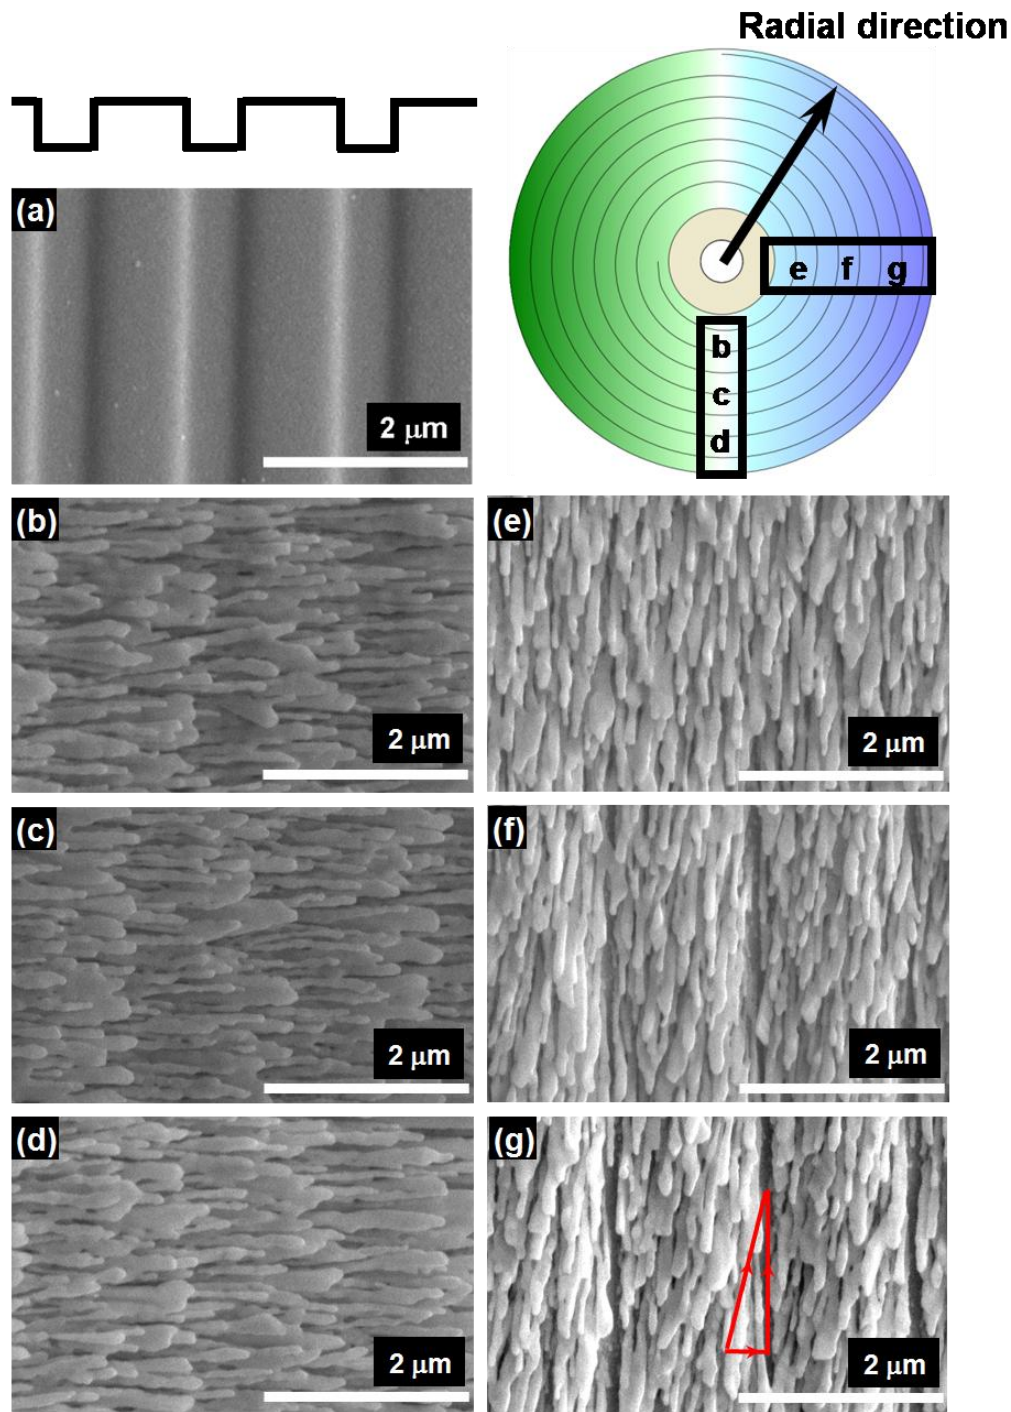 Radial direction
(a)
2 μm
e f g
b
c
d
(b)
2 μm
(e)
2 μm
(c)
2 μm
(f)
2 μm
(d)
2 μm
(g)
2 μm